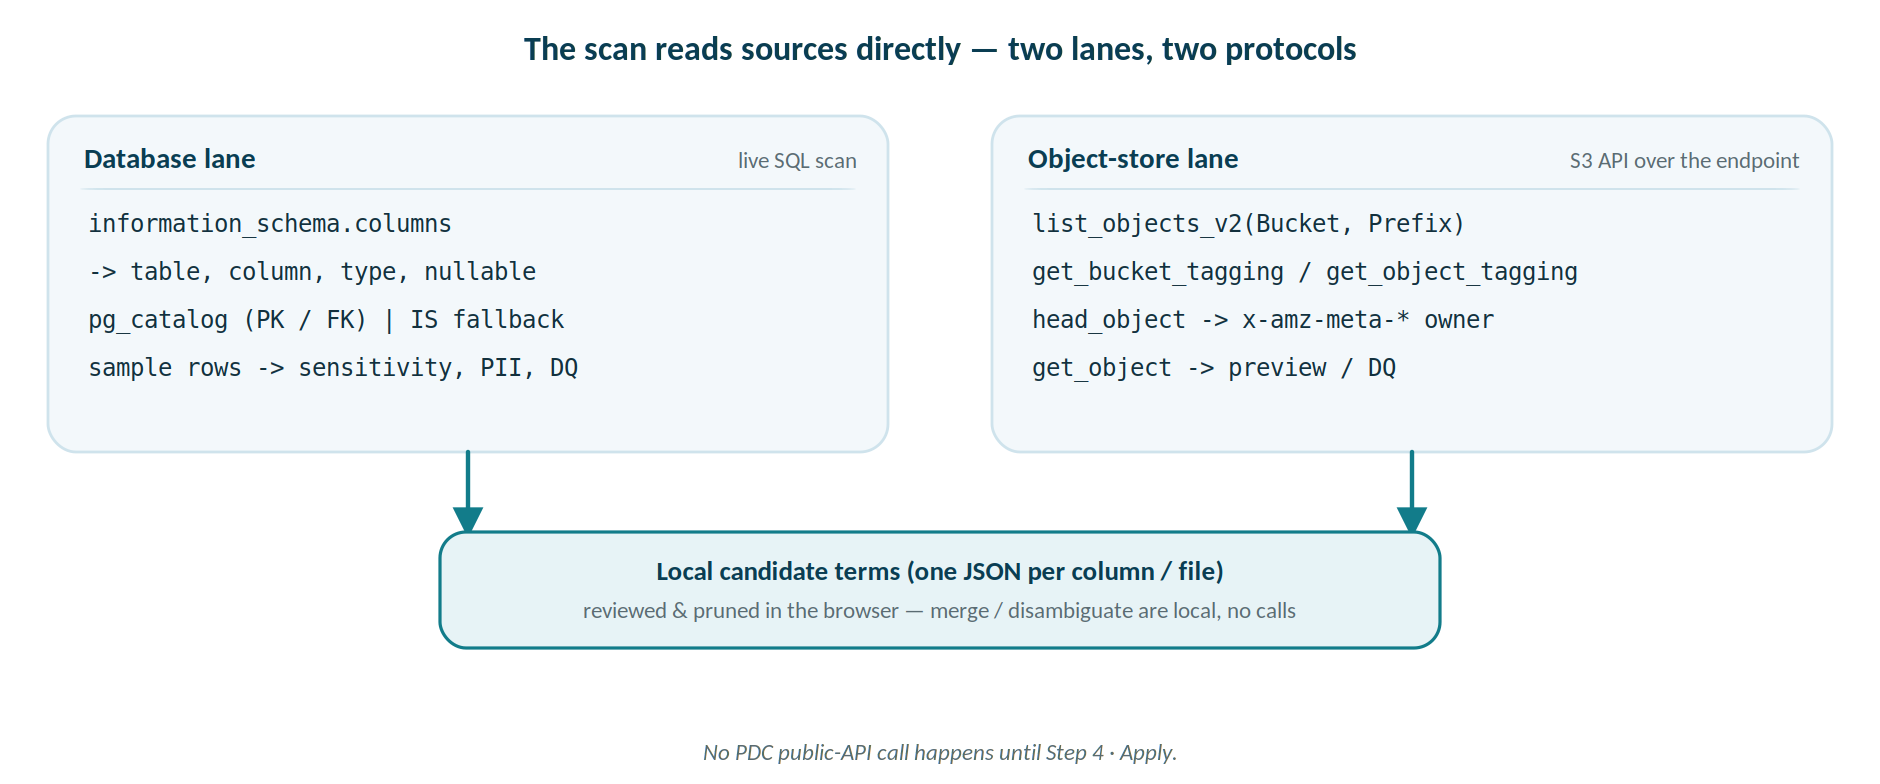 The scan reads sources directly — two lanes, two protocols
Database lane
live SQL scan
information_schema.columns
-> table, column, type, nullable
pg_catalog (PK / FK) | IS fallback
sample rows -> sensitivity, PII, DQ
Object-store lane
S3 API over the endpoint
list_objects_v2(Bucket, Prefix)
get_bucket_tagging / get_object_tagging
head_object -> x-amz-meta-* owner
get_object -> preview / DQ
Local candidate terms (one JSON per column / file)
reviewed & pruned in the browser — merge / disambiguate are local, no calls
No PDC public-API call happens until Step 4 · Apply.